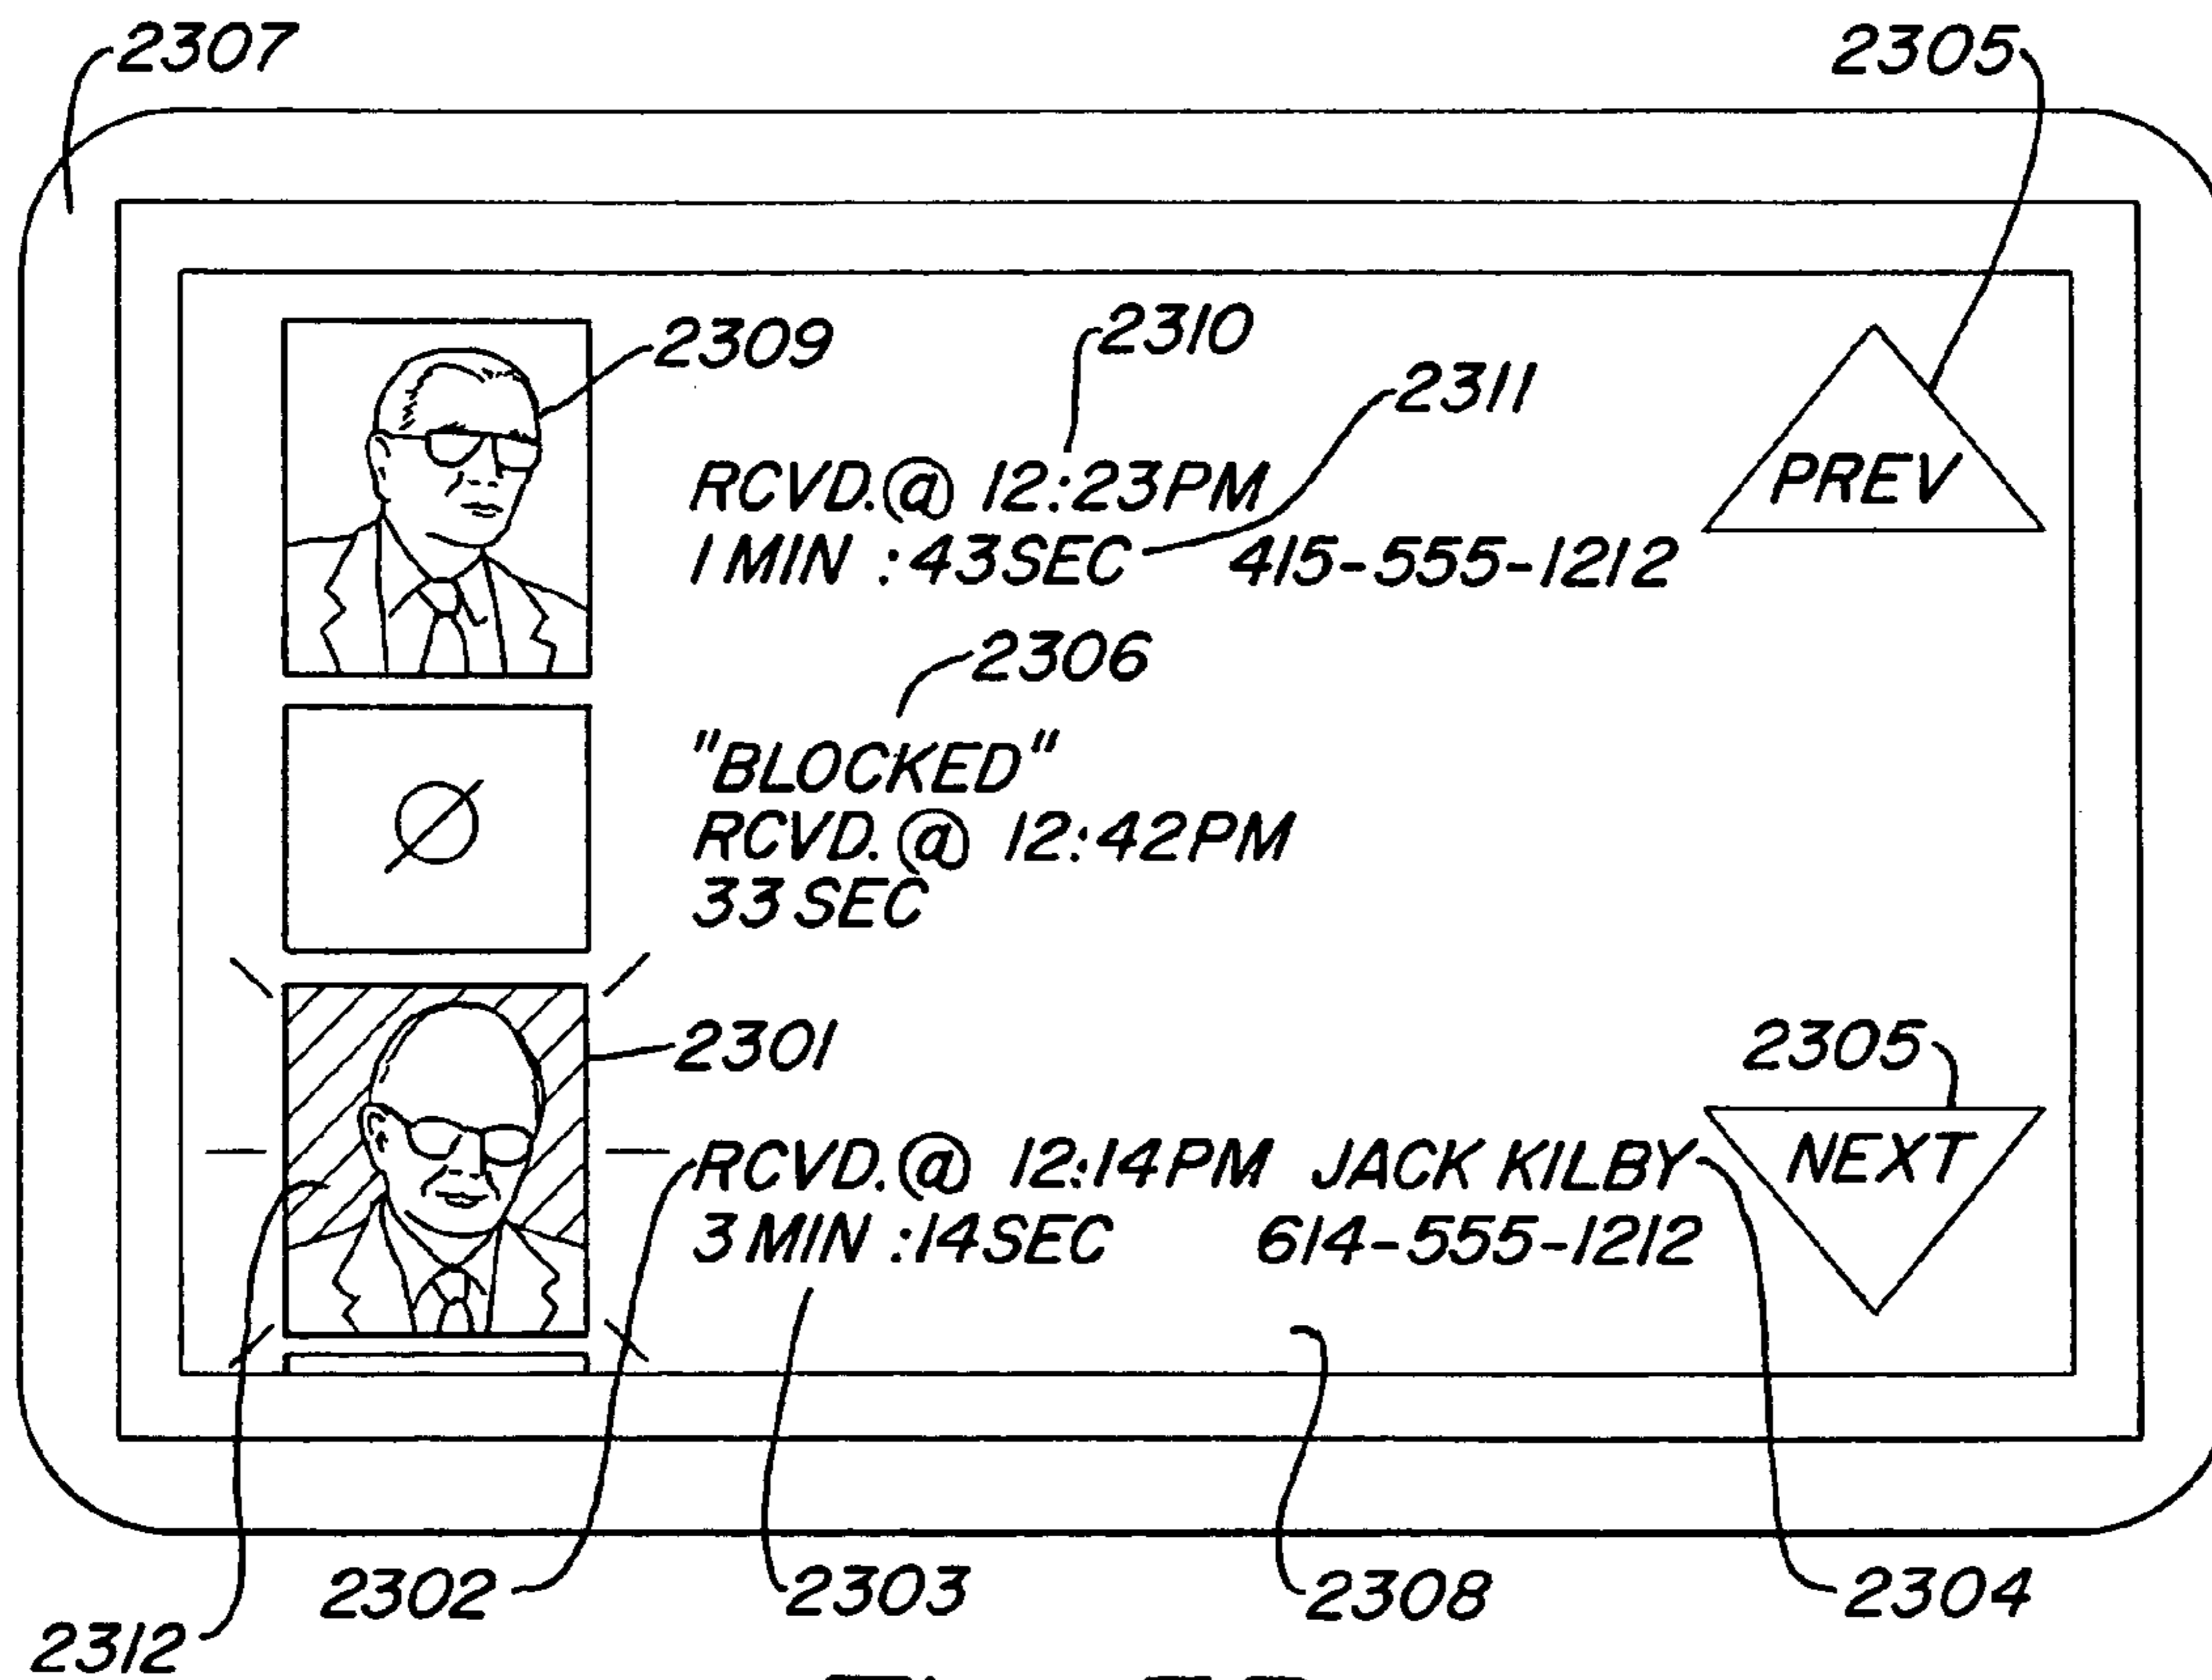 2307
2305
2309
2310
2311
RCVD.@ 12:23PM
1 MIN :43SEC 415-555-1212
PREV
2306
"BLOCKED"
RCVD.@ 12:42PM
33 SEC
2301
2305
RCVD.@ 12:14PM JACK KILBY
3 MIN :14SEC 614-555-1212
NEXT
2302
2303
2308
2304
2312